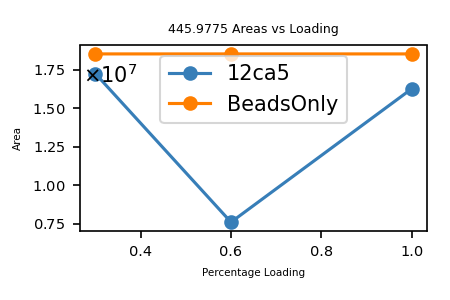 445.9775 Areas vs Loading
×10⁷
12ca5
BeadsOnly
1.75
1.50
1.25
1.00
0.75
Area
0.4
0.6
0.8
1.0
Percentage Loading